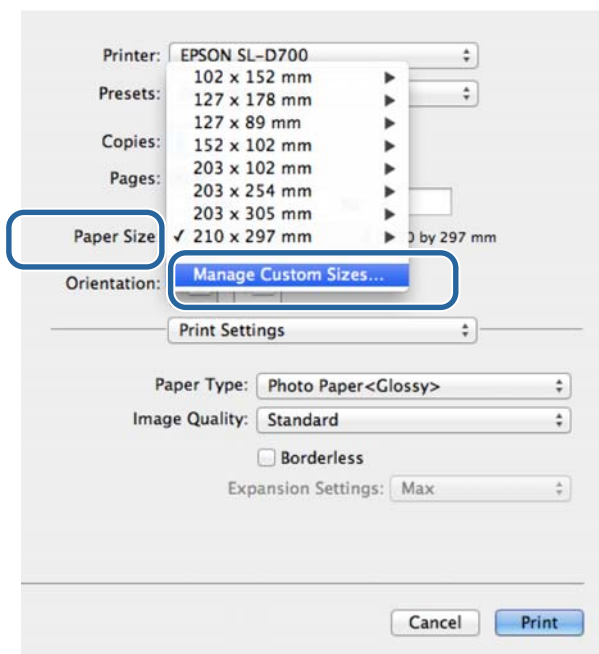 Printer: EPSON SL-D700
102 x 152 mm
Presets: 127 x 178 mm
127 x 89 mm
Copies: 152 x 102 mm
203 x 102 mm
Pages: 203 x 254 mm
203 x 305 mm
Paper Size ✓ 210 x 297 mm by 297 mm
Manage Custom Sizes...
Orientation:
Print Settings
Paper Type: Photo Paper<Glossy>
Image Quality: Standard
Borderless
Expansion Settings: Max
Cancel Print